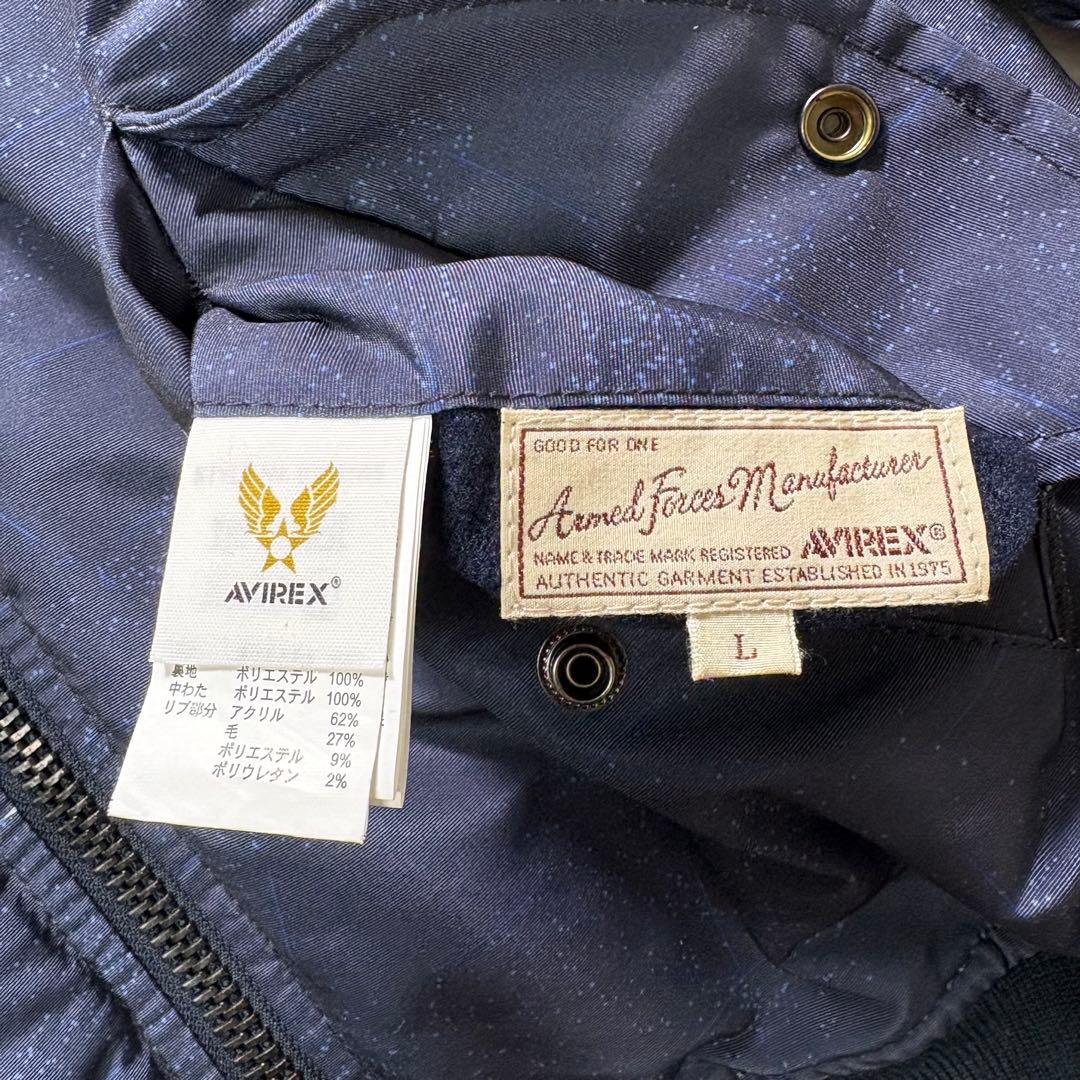 AVIREX®
裏地 ポリエステル 100%
中わた ポリエステル 100%
リブ部分 アクリル 62%
毛 27%
ポリエステル 9%
ポリウレタン 2%
GOOD FOR ONE
Armed Forces Manufacturer
NAME & TRADE MARK REGISTERED AVIREX®
AUTHENTIC GARMENT ESTABLISHED IN 1975
L